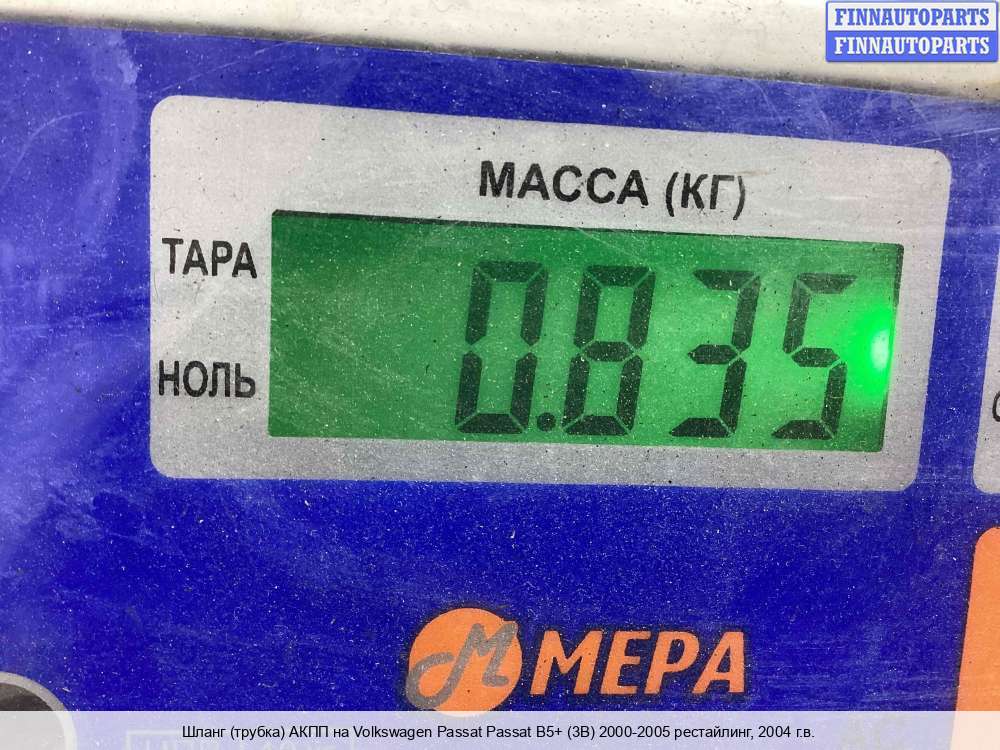 FINNAUTOPARTS
FINNAUTOPARTS
МАССА (КГ)
ТАРА
0.835
НОЛЬ
МЕРА
Шланг (трубка) АКПП на Volkswagen Passat Passat B5+ (3B) 2000-2005 рестайлинг, 2004 г.в.